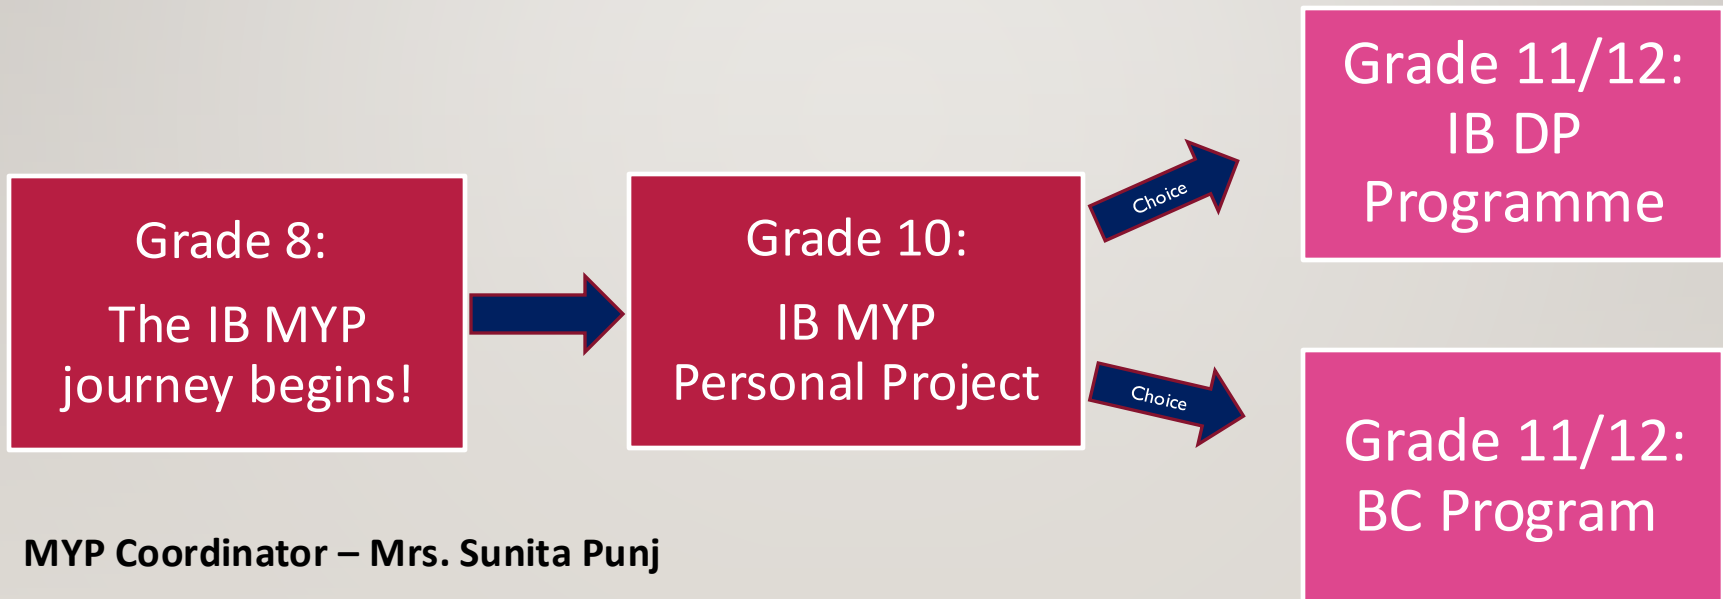 Grade 8:
The IB MYP
journey begins!
Grade 10:
IB MYP
Personal Project
Choice
Choice
Grade 11/12:
IB DP
Programme
Grade 11/12:
BC Program
MYP Coordinator – Mrs. Sunita Punj